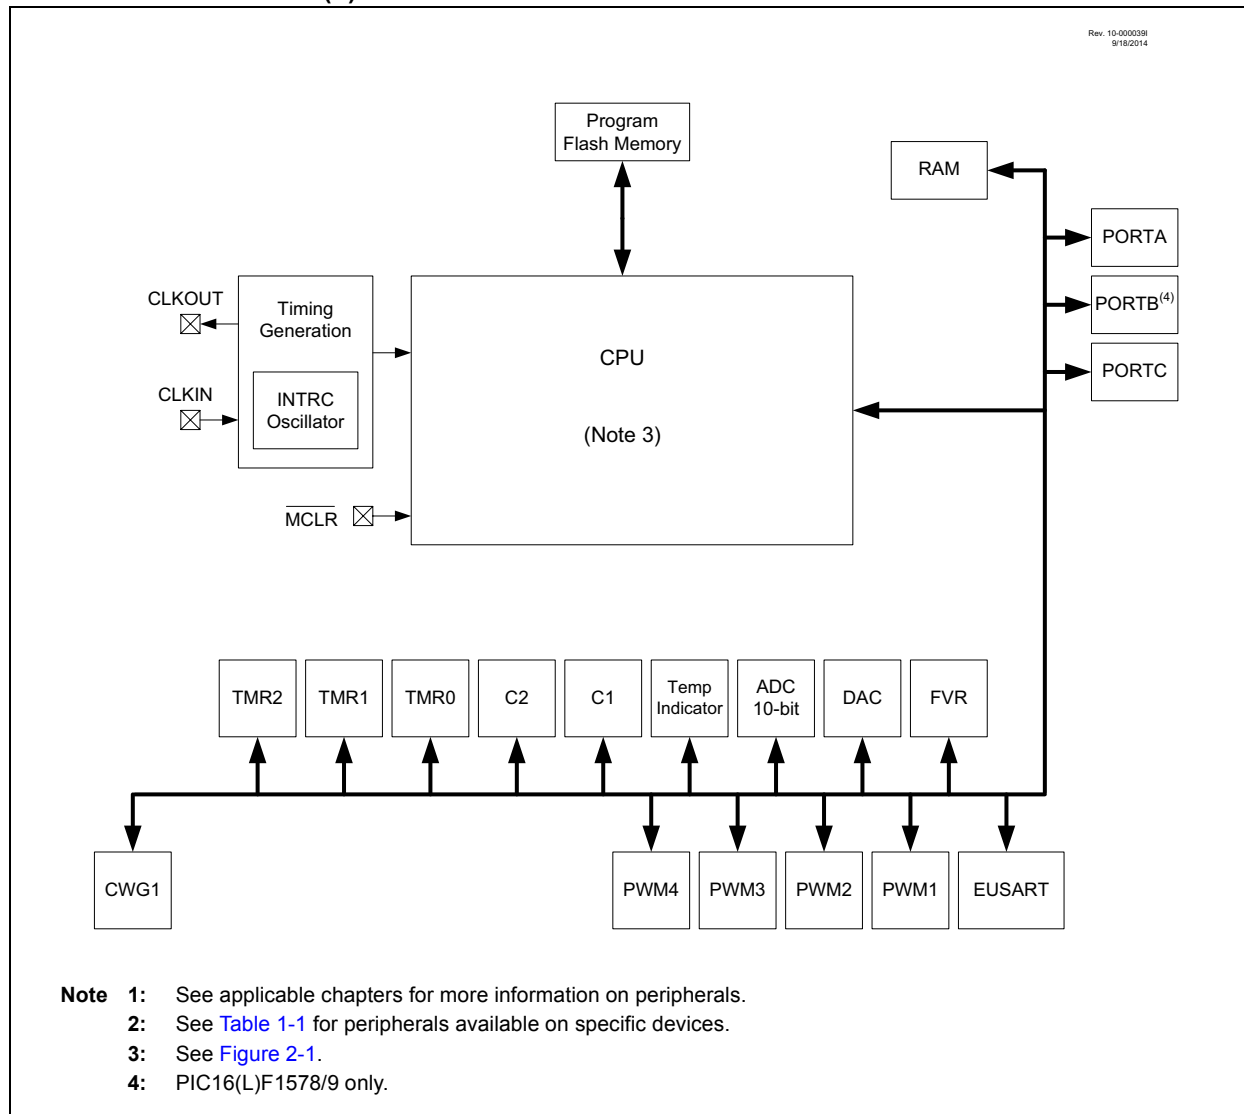 (
)
Rev. 10-000039I
9/18/2014
Program
Flash Memory
RAM
PORTA
PORTB(4)
PORTC
CLKOUT
CLKIN
Timing
Generation
INTRC
Oscillator
MCLR
CPU
(Note 3)
TMR2
TMR1
TMR0
C2
C1
Temp
Indicator
ADC
10-bit
DAC
FVR
CWG1
PWM4
PWM3
PWM2
PWM1
EUSART
Note 1: See applicable chapters for more information on peripherals.
2: See Table 1-1 for peripherals available on specific devices.
3: See Figure 2-1.
4: PIC16(L)F1578/9 only.